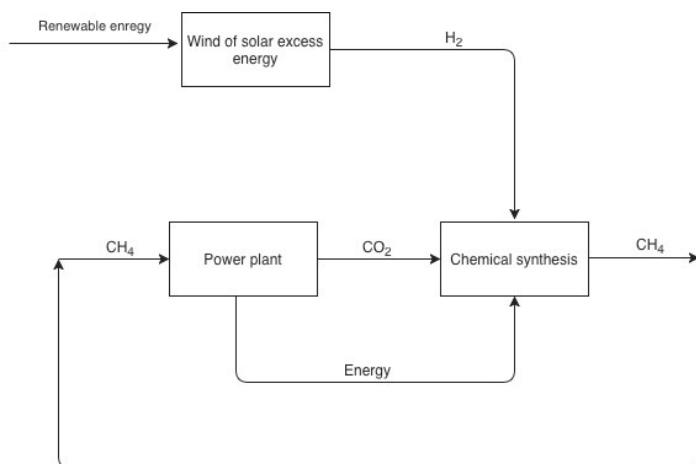 Renewable enregy
Wind of solar excess
energy
H₂
CH₄
Power plant
CO₂
Chemical synthesis
CH₄
Energy